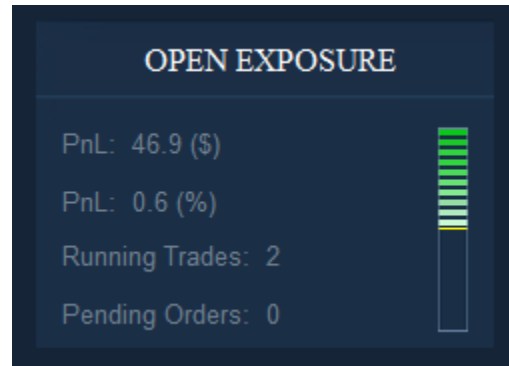 OPEN EXPOSURE
PnL: 46.9 ($)
PnL: 0.6 (%)
Running Trades: 2
Pending Orders: 0